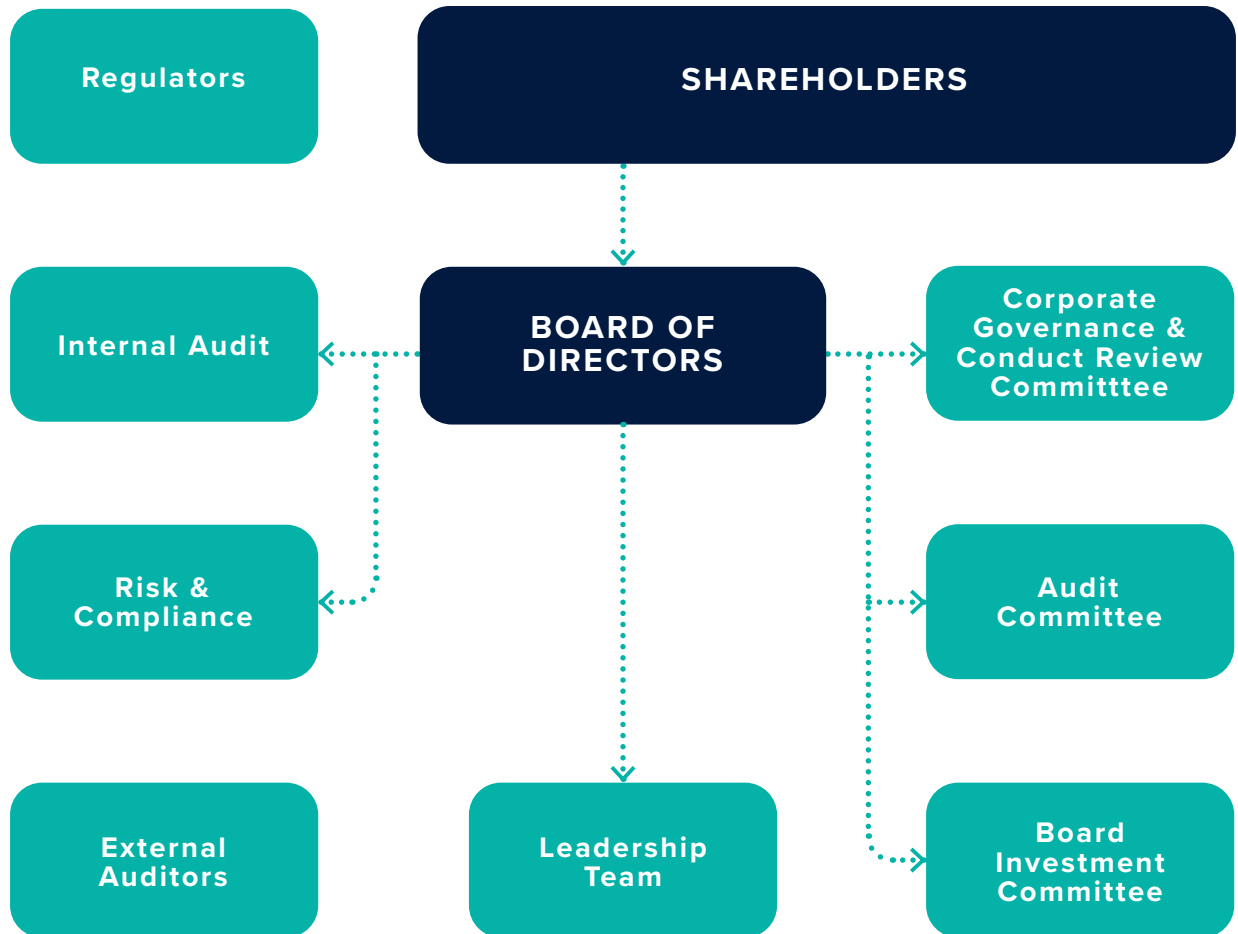 Regulators
SHAREHOLDERS
Internal Audit
BOARD OF
DIRECTORS
Corporate
Governance &
Conduct Review
Committtee
Risk &
Compliance
Audit
Committee
External
Auditors
Leadership
Team
Board
Investment
Committee